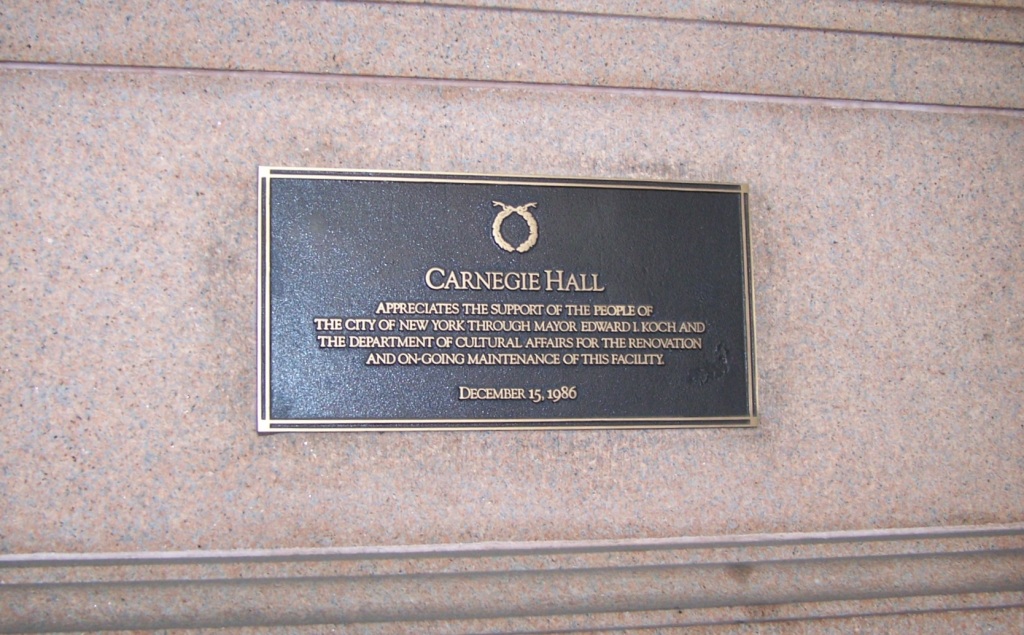 CARNEGIE HALL
APPRECIATES THE SUPPORT OF THE PEOPLE OF
THE CITY OF NEW YORK THROUGH MAYOR EDWARD I. KOCH AND
THE DEPARTMENT OF CULTURAL AFFAIRS FOR THE RENOVATION
AND ON-GOING MAINTENANCE OF THIS FACILITY.
DECEMBER 15, 1986